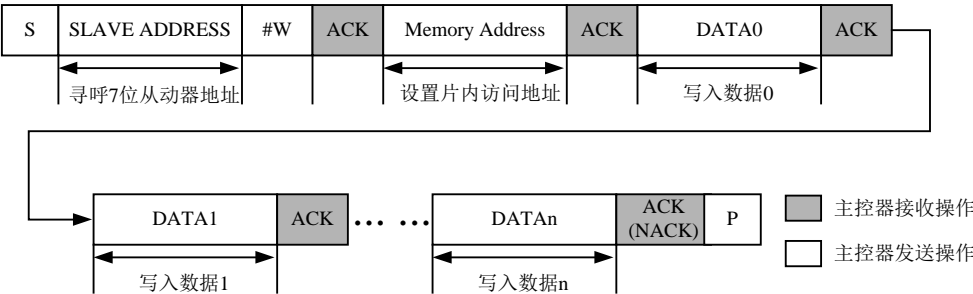 S SLAVE ADDRESS #W ACK Memory Address ACK DATA0 ACK
寻呼7位从动器地址 设置片内访问地址 写入数据0
DATA1 ACK ... ... DATAn ACK (NACK) P
写入数据1 写入数据n
主控器接收操作
主控器发送操作